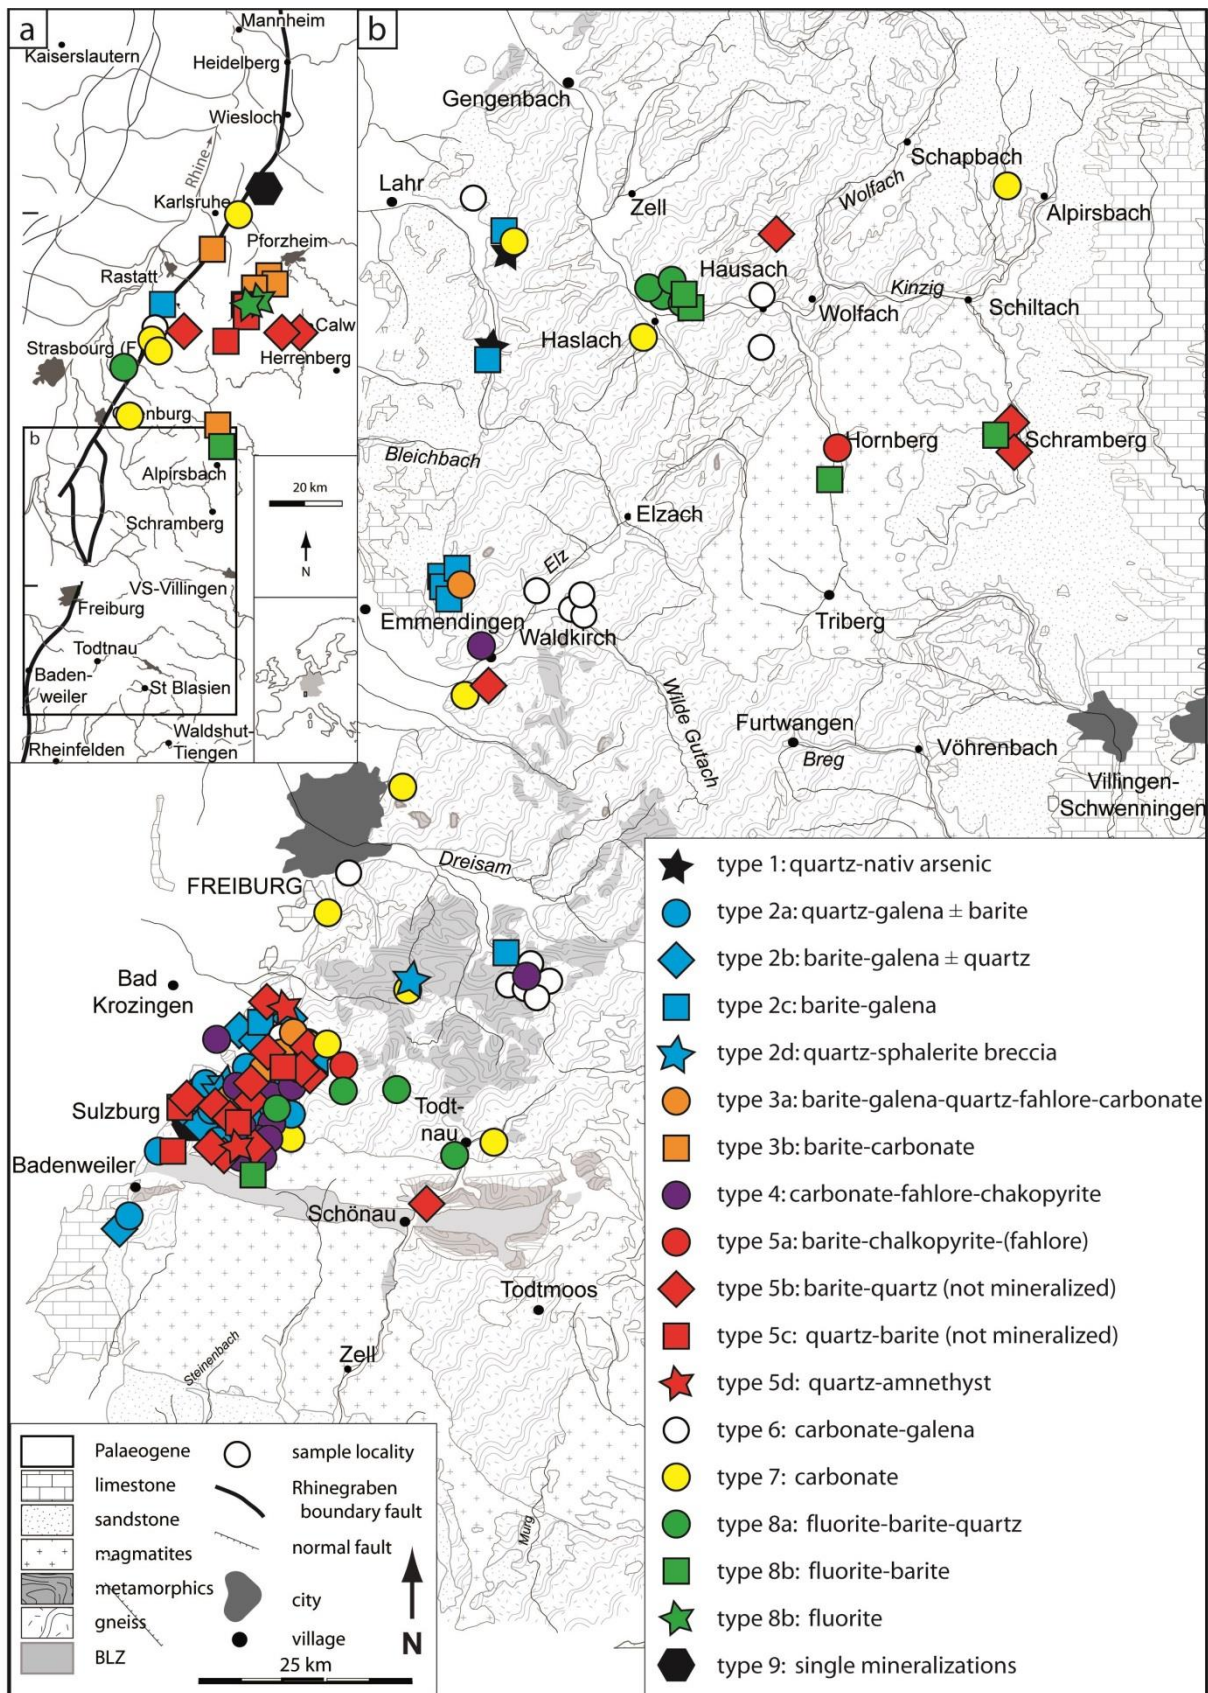 a
Mannheim
Kaiserslautern
Heidelberg
Wiesloch
Rhine
Karlsruhe
Pforzheim
Rastatt
Calw
Strasbourg (F
Herrenberg
enburg
b
Alpirsbach
20 km
Schramberg
N
VS-Villingen
Freiburg
Todtnau
Baden-
weiler
St Blasien
Waldshut-
Tiengen
Rheinfelden
b
Gengenbach
Schapbach
Lahr
Zell
Wolfach
Alpirsbach
Hausach
Kinzig
Wolfach
Schiltach
Haslach
Hornberg
Schramberg
Bleichbach
Elzach
Elz
Emmendingen
Waldkirch
Triberg
Wilde Gutach
Furtwangen
Breg
Vöhrenbach
Villingen-
Schwenningen
Dreisam
FREIBURG
Bad
Krozingen
Sulzburg
Todt-
nau
Badenweiler
Schönau
Todtmoos
Steinenbach
Zell
Murg
type 1: quartz-nativ arsenic
type 2a: quartz-galena ± barite
type 2b: barite-galena ± quartz
type 2c: barite-galena
type 2d: quartz-sphalerite breccia
type 3a: barite-galena-quartz-fahlore-carbonate
type 3b: barite-carbonate
type 4: carbonate-fahlore-chakopyrite
type 5a: barite-chalkopyrite-(fahlore)
type 5b: barite-quartz (not mineralized)
type 5c: quartz-barite (not mineralized)
type 5d: quartz-amnethyst
type 6: carbonate-galena
type 7: carbonate
type 8a: fluorite-barite-quartz
type 8b: fluorite-barite
type 8b: fluorite
type 9: single mineralizations
Palaeogene
limestone
sandstone
magmatites
metamorphics
gneiss
BLZ
sample locality
Rhinegraben
boundary fault
normal fault
city
village
N
25 km